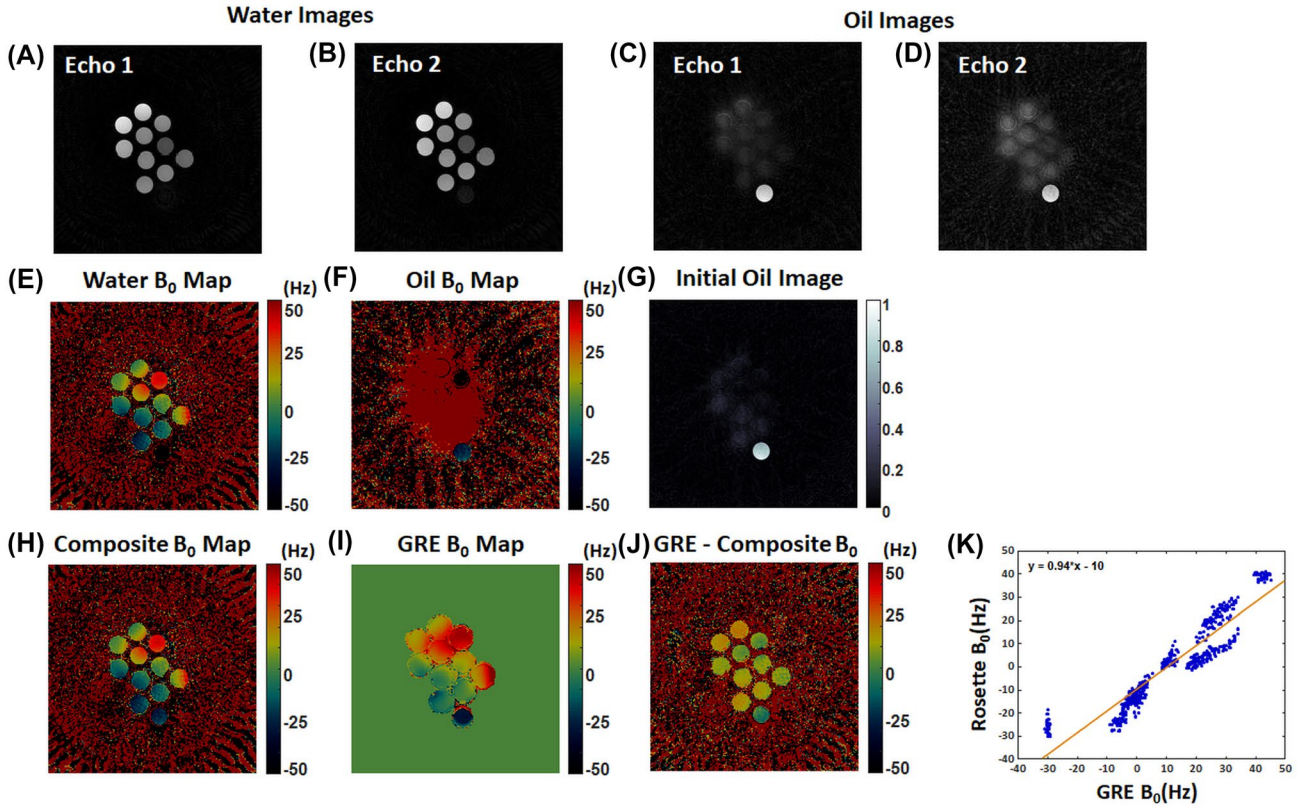 Water Images
Oil Images
(A)
Echo 1
(B)
Echo 2
(C)
Echo 1
(D)
Echo 2
(E)
Water B0 Map
(Hz)
50
25
0
-25
-50
(F)
Oil B0 Map
(Hz)
50
25
0
-25
-50
(G)
Initial Oil Image
1
0.8
0.6
0.4
0.2
0
(H)
Composite B0 Map
(Hz)
50
25
0
-25
-50
(I)
GRE B0 Map
(Hz)
50
25
0
-25
-50
(J)
GRE - Composite B0
(Hz)
50
25
0
-25
-50
(K)
y = 0.94*x - 10
Rosette B0(Hz)
50
40
30
20
10
0
-10
-20
-30
-40
-40 -30 -20 -10 0 10 20 30 40 50
GRE B0(Hz)